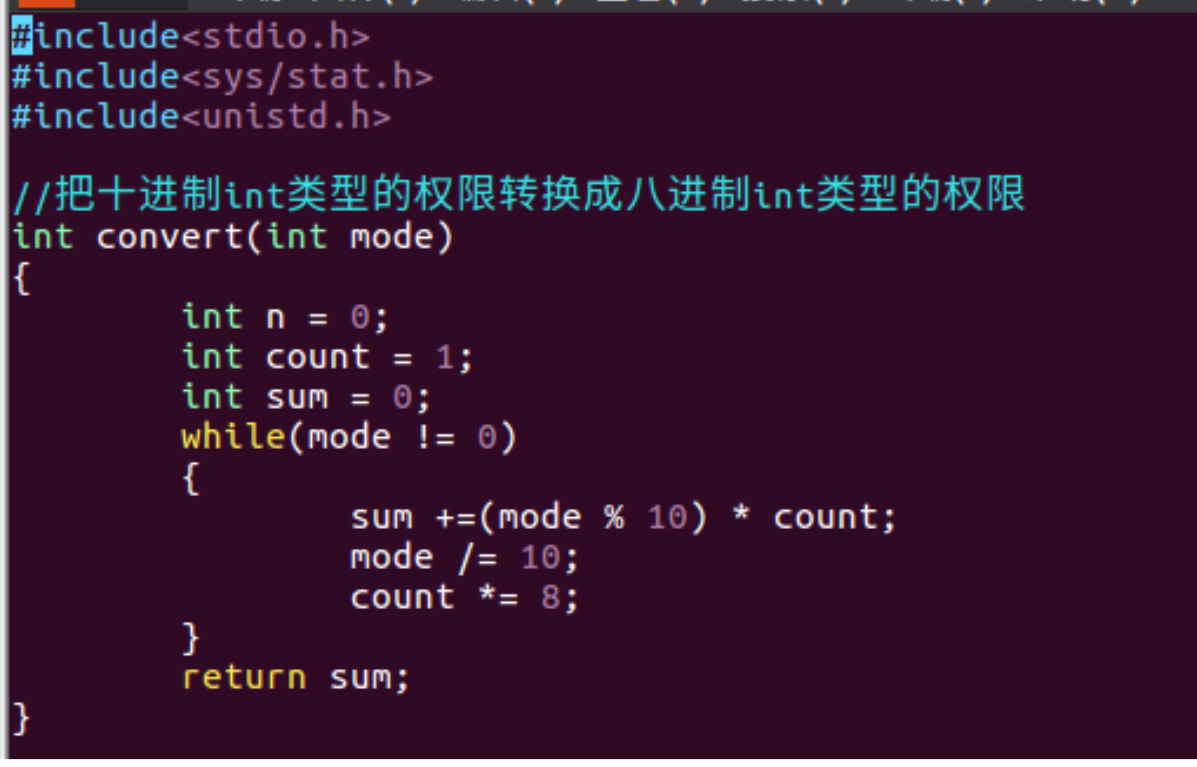 #include<stdio.h>
#include<sys/stat.h>
#include<unistd.h>
//把十进制int类型的权限转换成八进制int类型的权限
int convert(int mode)
{
int n = 0;
int count = 1;
int sum = 0;
while(mode != 0)
{
sum +=(mode % 10) * count;
mode /= 10;
count *= 8;
}
return sum;
}